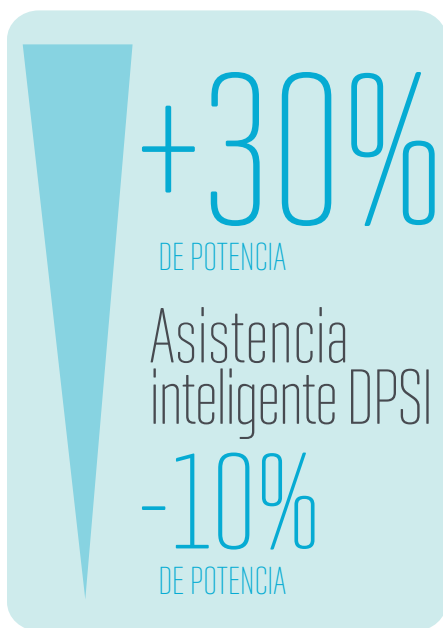 +30%
DE POTENCIA
Asistencia
inteligente DPSI
-10%
DE POTENCIA